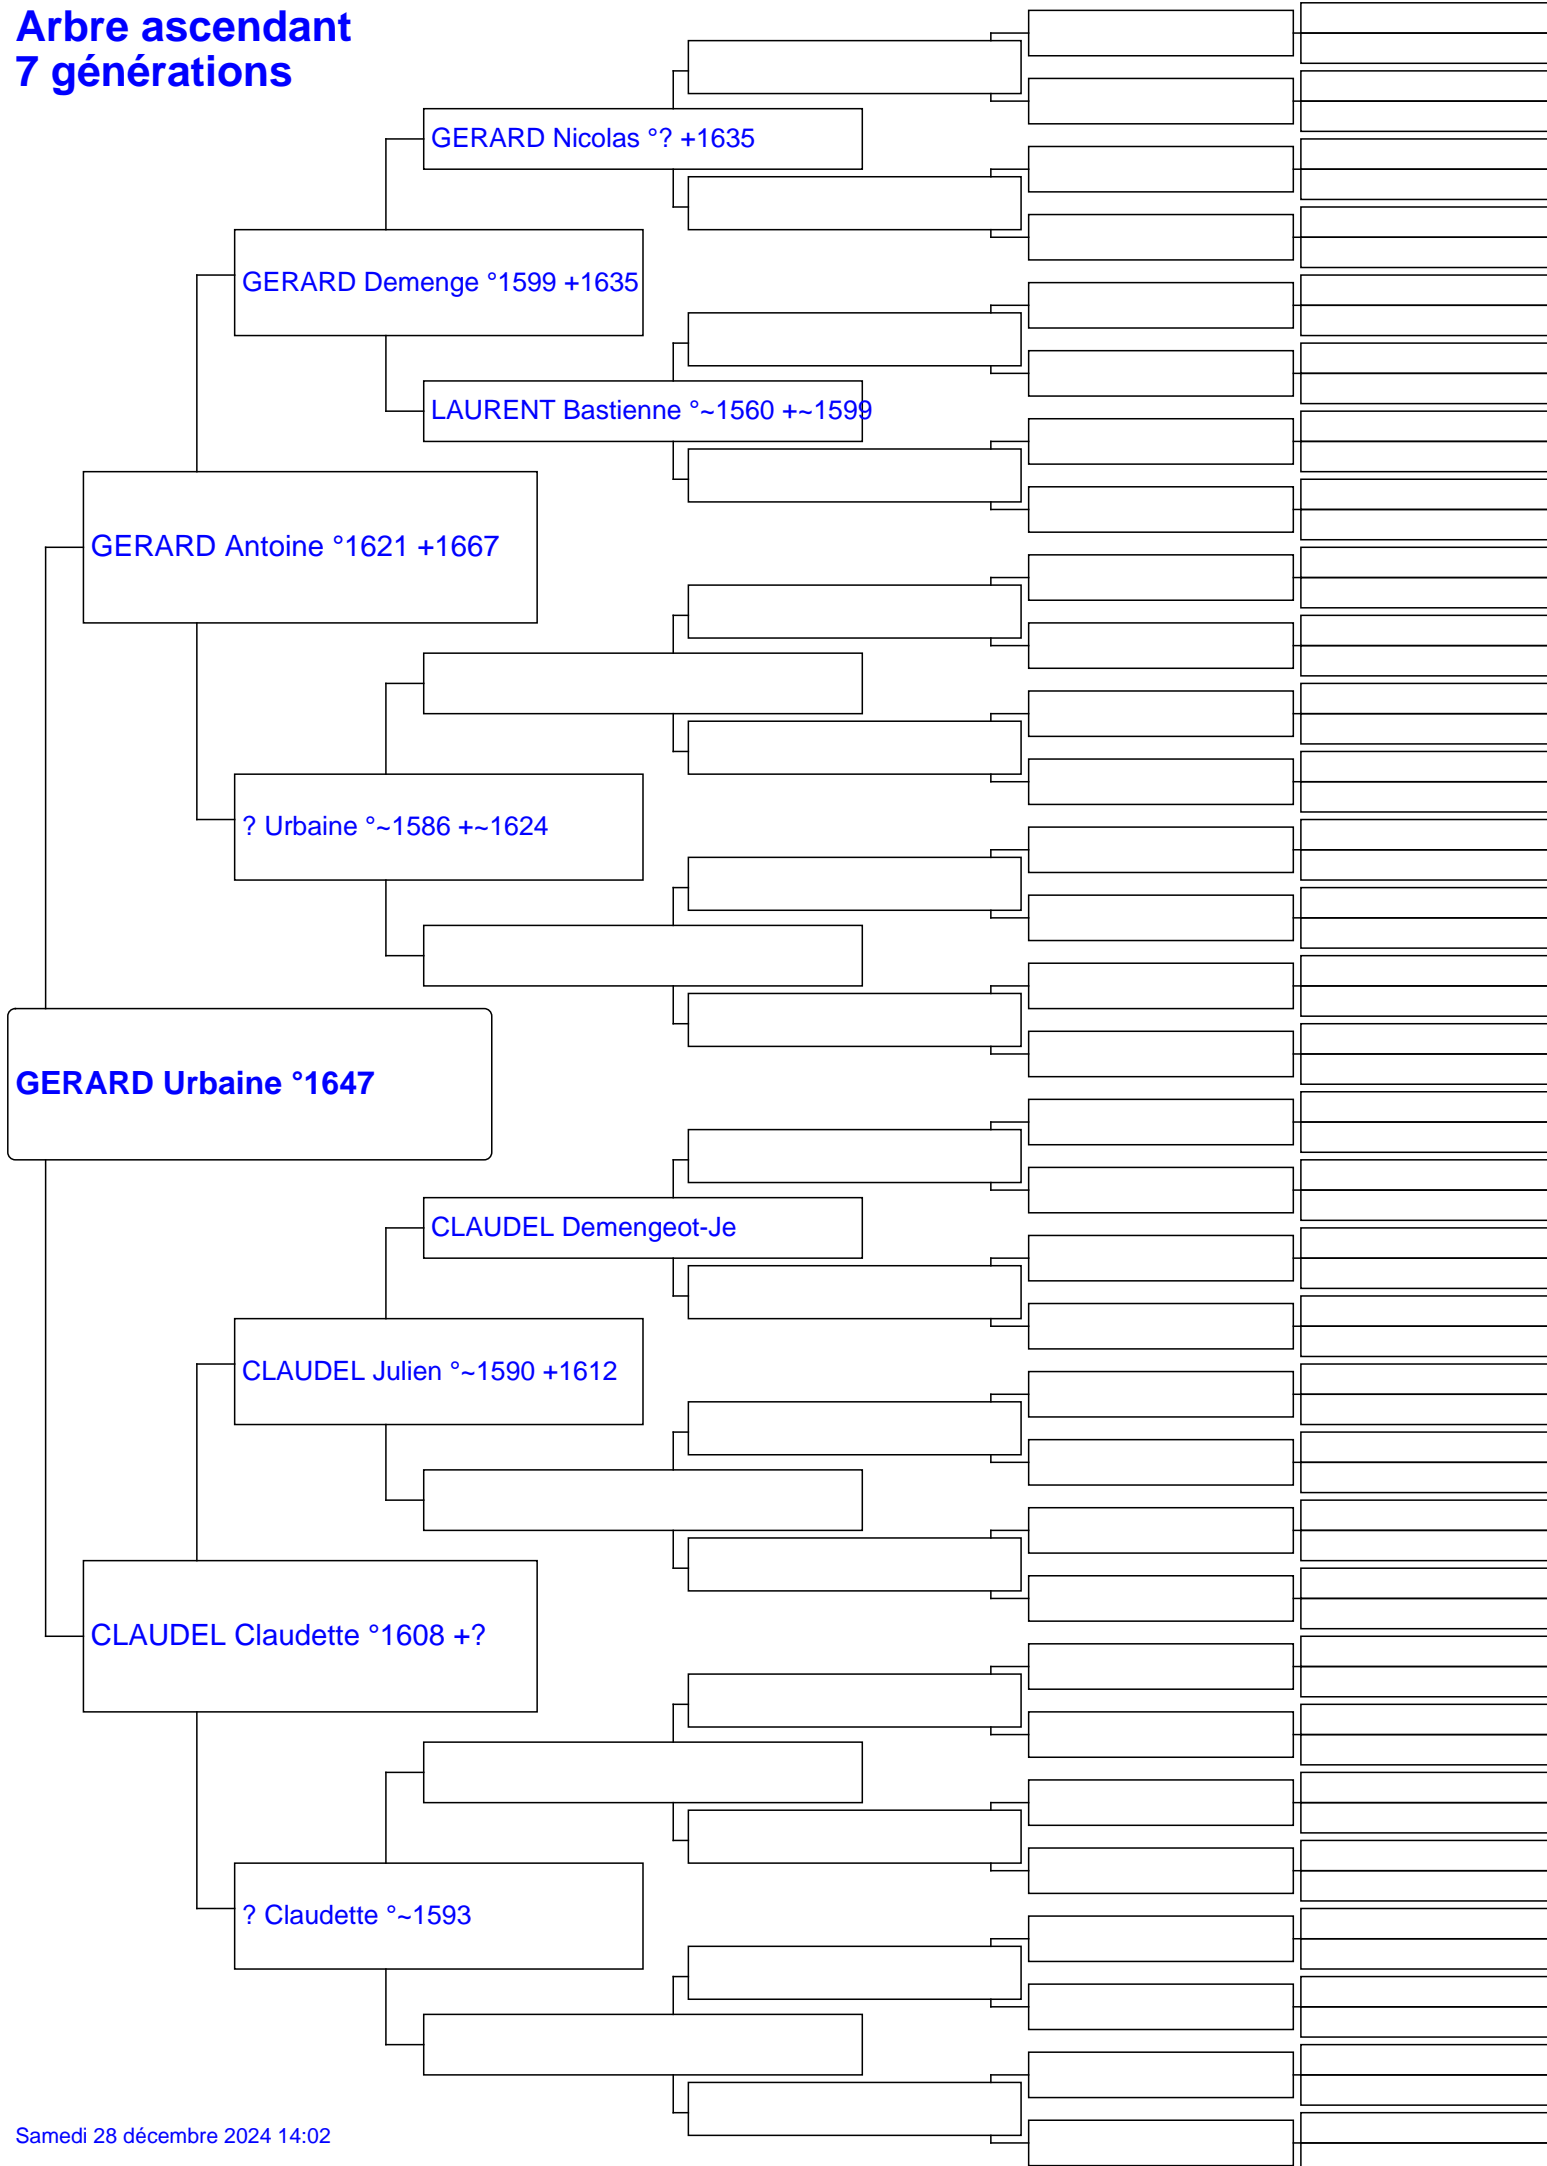 Arbre ascendant
7 générations
GERARD Nicolas °? +1635
GERARD Demenge °1599 +1635
LAURENT Bastienne °~1560 +~1599
GERARD Antoine °1621 +1667
? Urbaine °~1586 +~1624
GERARD Urbaine °1647
CLAUDEL Demengeot-Je
CLAUDEL Julien °~1590 +1612
CLAUDEL Claudette °1608 +?
? Claudette °~1593
Samedi 28 décembre 2024 14:02